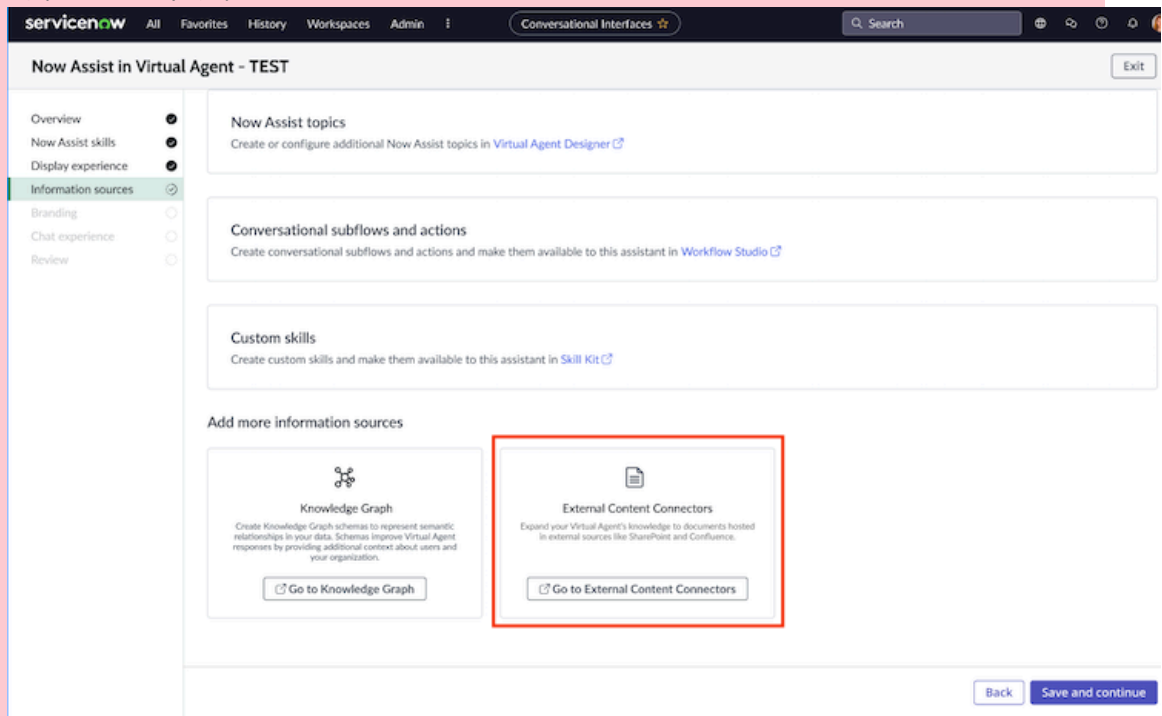 servicenow All Favorites History Workspaces Admin Conversational Interfaces Search
Now Assist in Virtual Agent - TEST Exit
Overview
Now Assist skills
Display experience
Information sources
Branding
Chat experience
Review
Now Assist topics
Create or configure additional Now Assist topics in Virtual Agent Designer
Conversational subflows and actions
Create conversational subflows and actions and make them available to this assistant in Workflow Studio
Custom skills
Create custom skills and make them available to this assistant in Skill Kit
Add more information sources
Knowledge Graph
Create Knowledge Graph schemas to represent semantic
relationships in your data. Schemas improve Virtual Agent
responses by providing additional context about users and
your organization.
Go to Knowledge Graph
External Content Connectors
Expand your Virtual Agent's knowledge to documents hosted
in external sources like SharePoint and Confluence.
Go to External Content Connectors
Back Save and continue